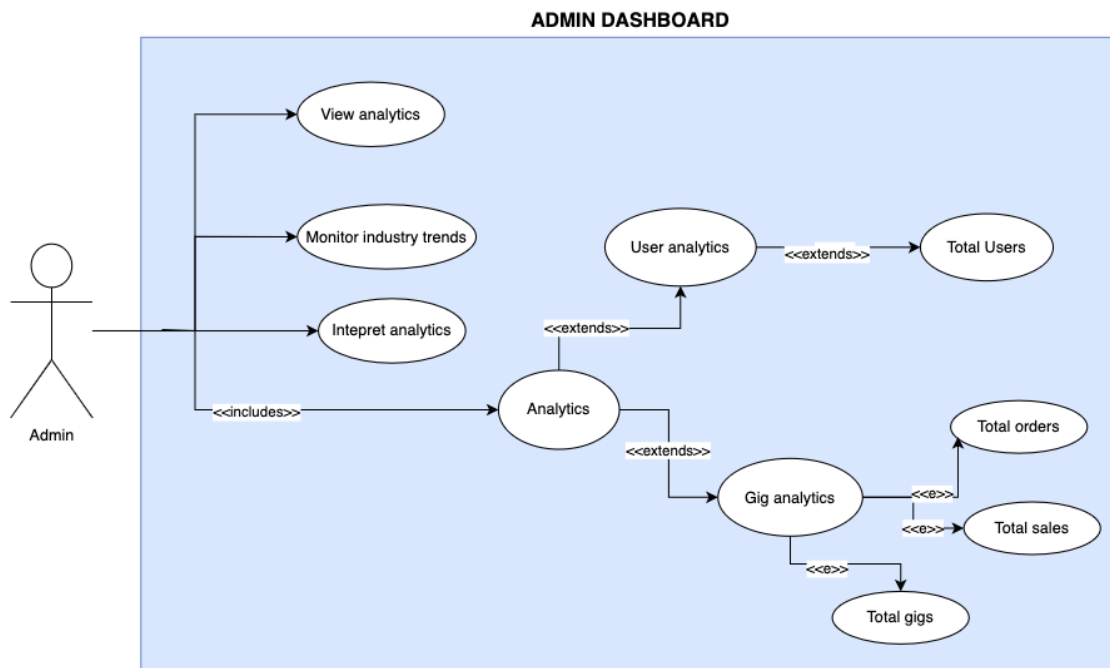 ADMIN DASHBOARD
View analytics
Monitor industry trends
User analytics
<<extends>>
Total Users
Intepret analytics
<<extends>>
<<includes>>
Analytics
Admin
<<extends>>
Total orders
Gig analytics
<<e>>
<<e>>
Total sales
<<e>>
Total gigs